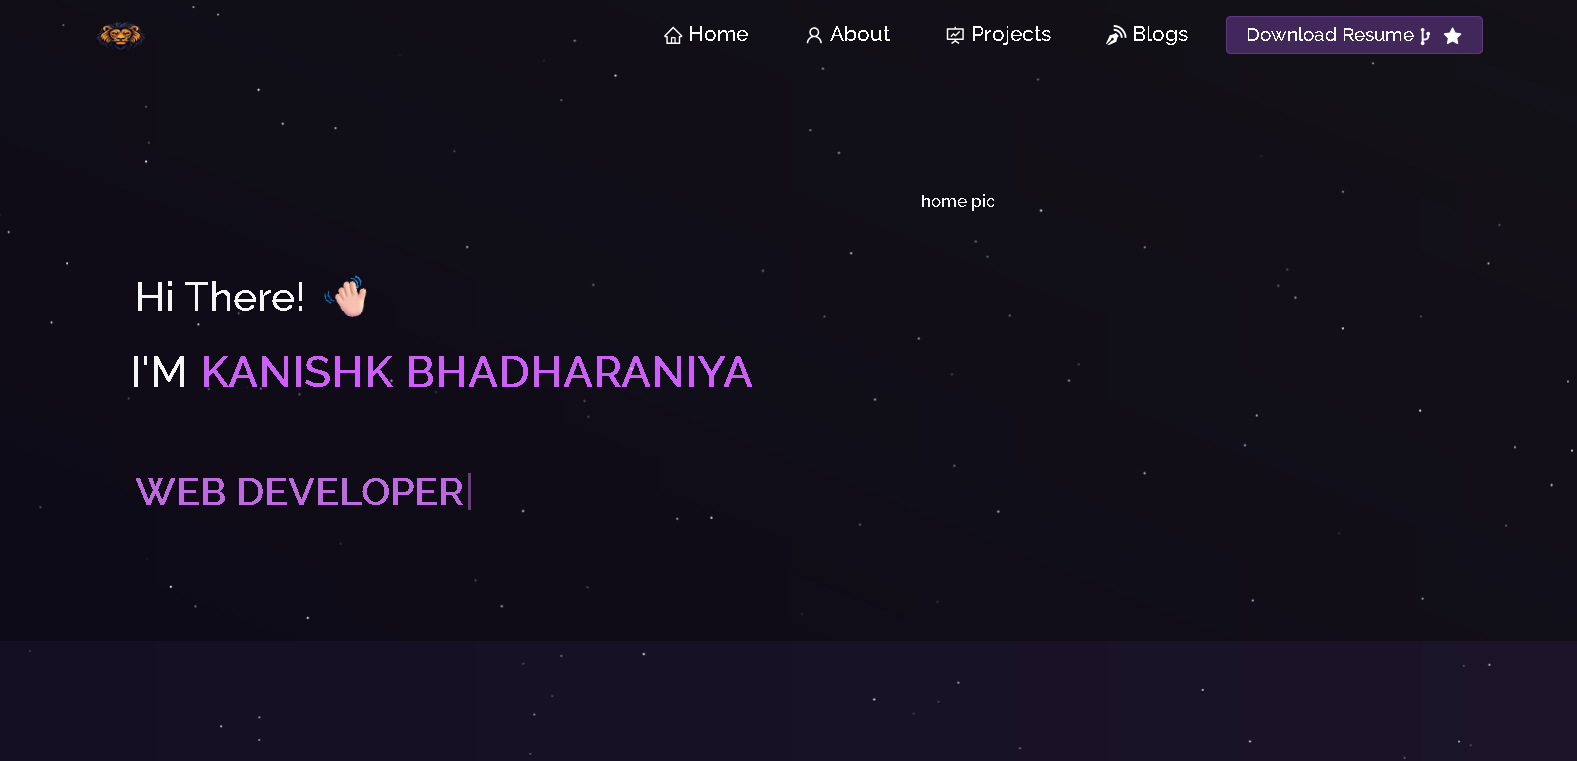 Home About Projects Blogs Download Resume
home pic
Hi There!
I'M KANISHK BHADHARANIYA
WEB DEVELOPER